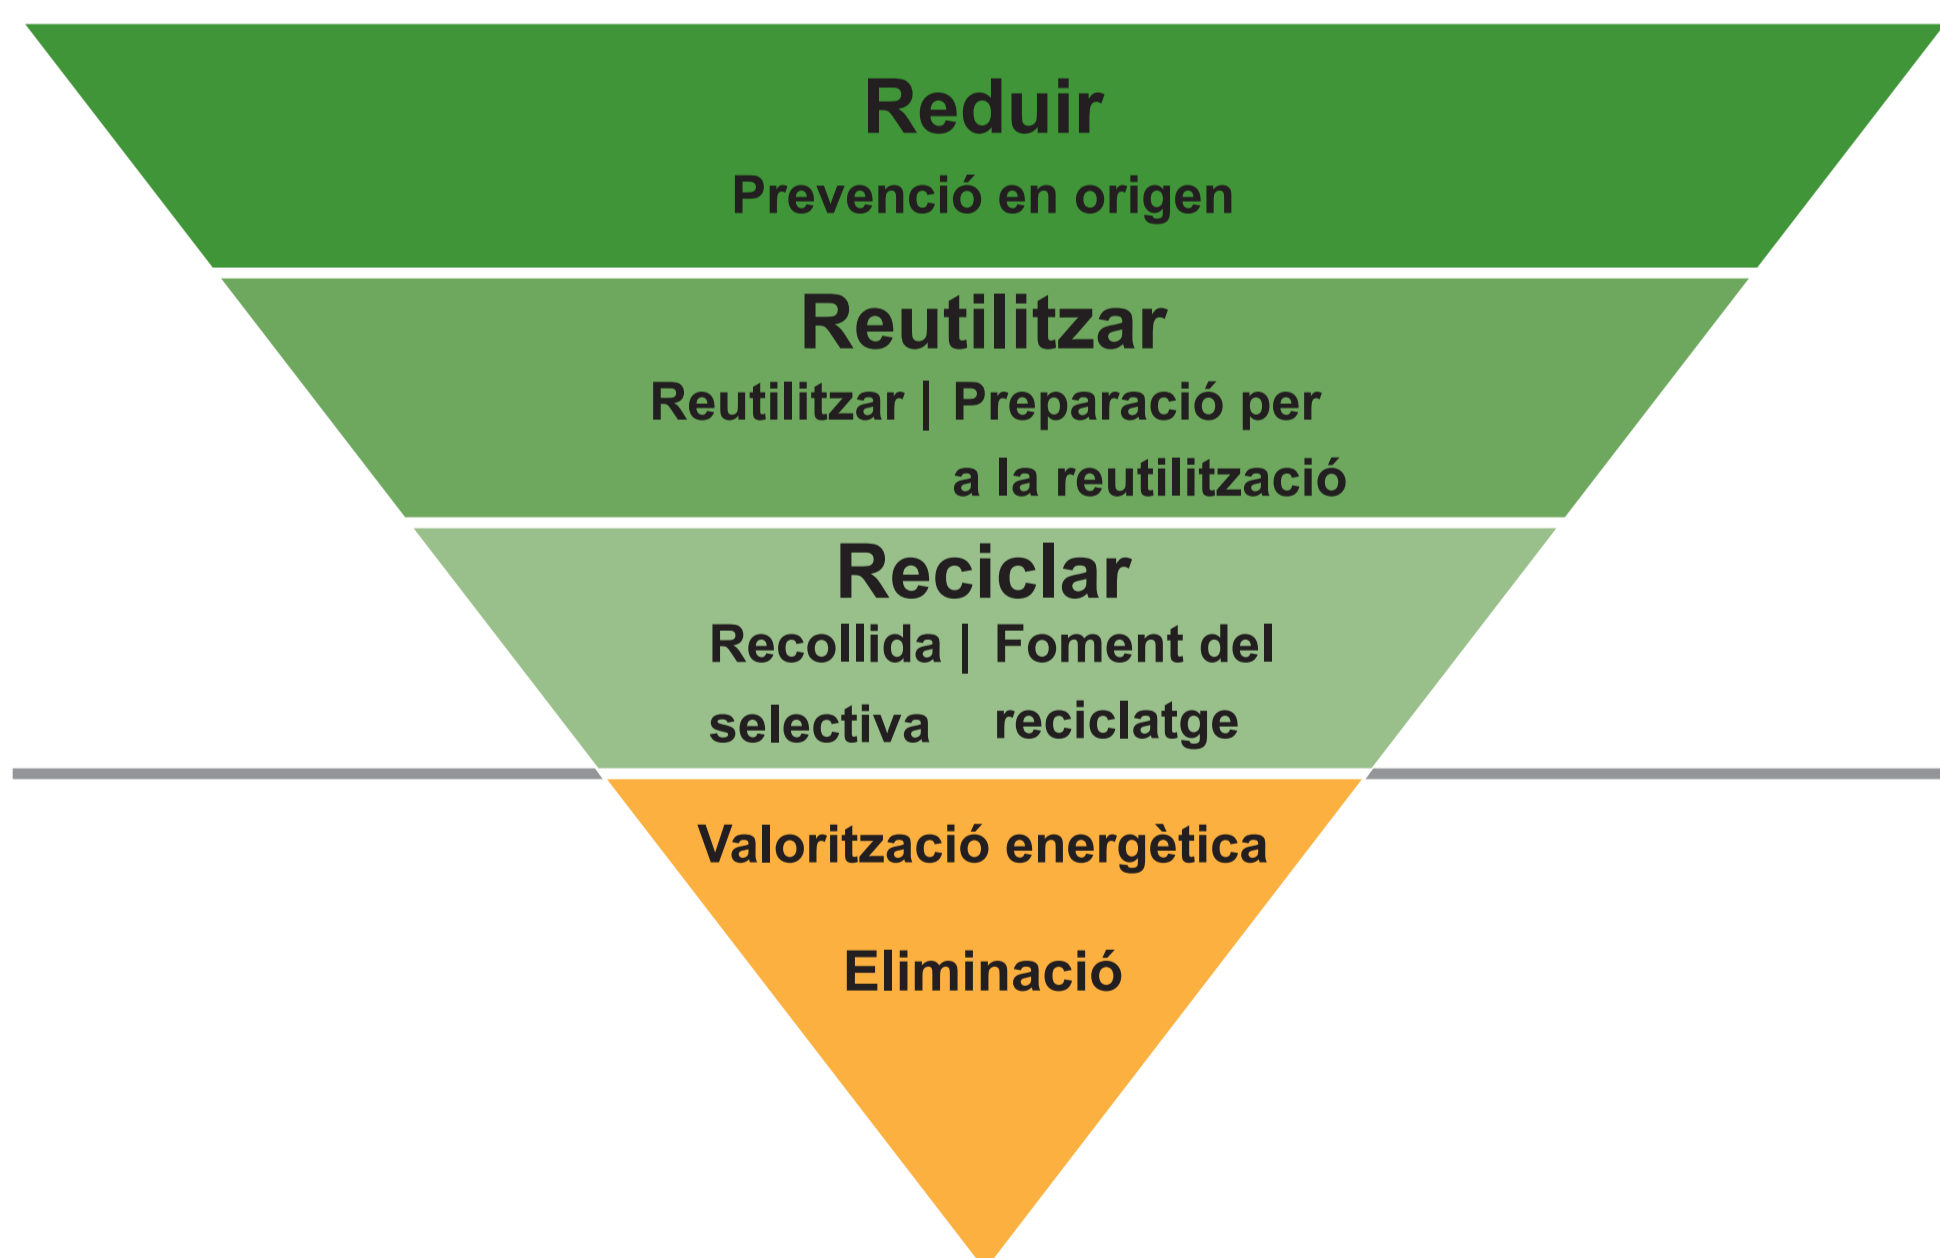 Reduir
Prevenció en origen
Reutilitzar
Reutilitzar | Preparació per
a la reutilització
Reciclar
Recollida | Foment del
selectiva reciclatge
Valorització energètica
Eliminació